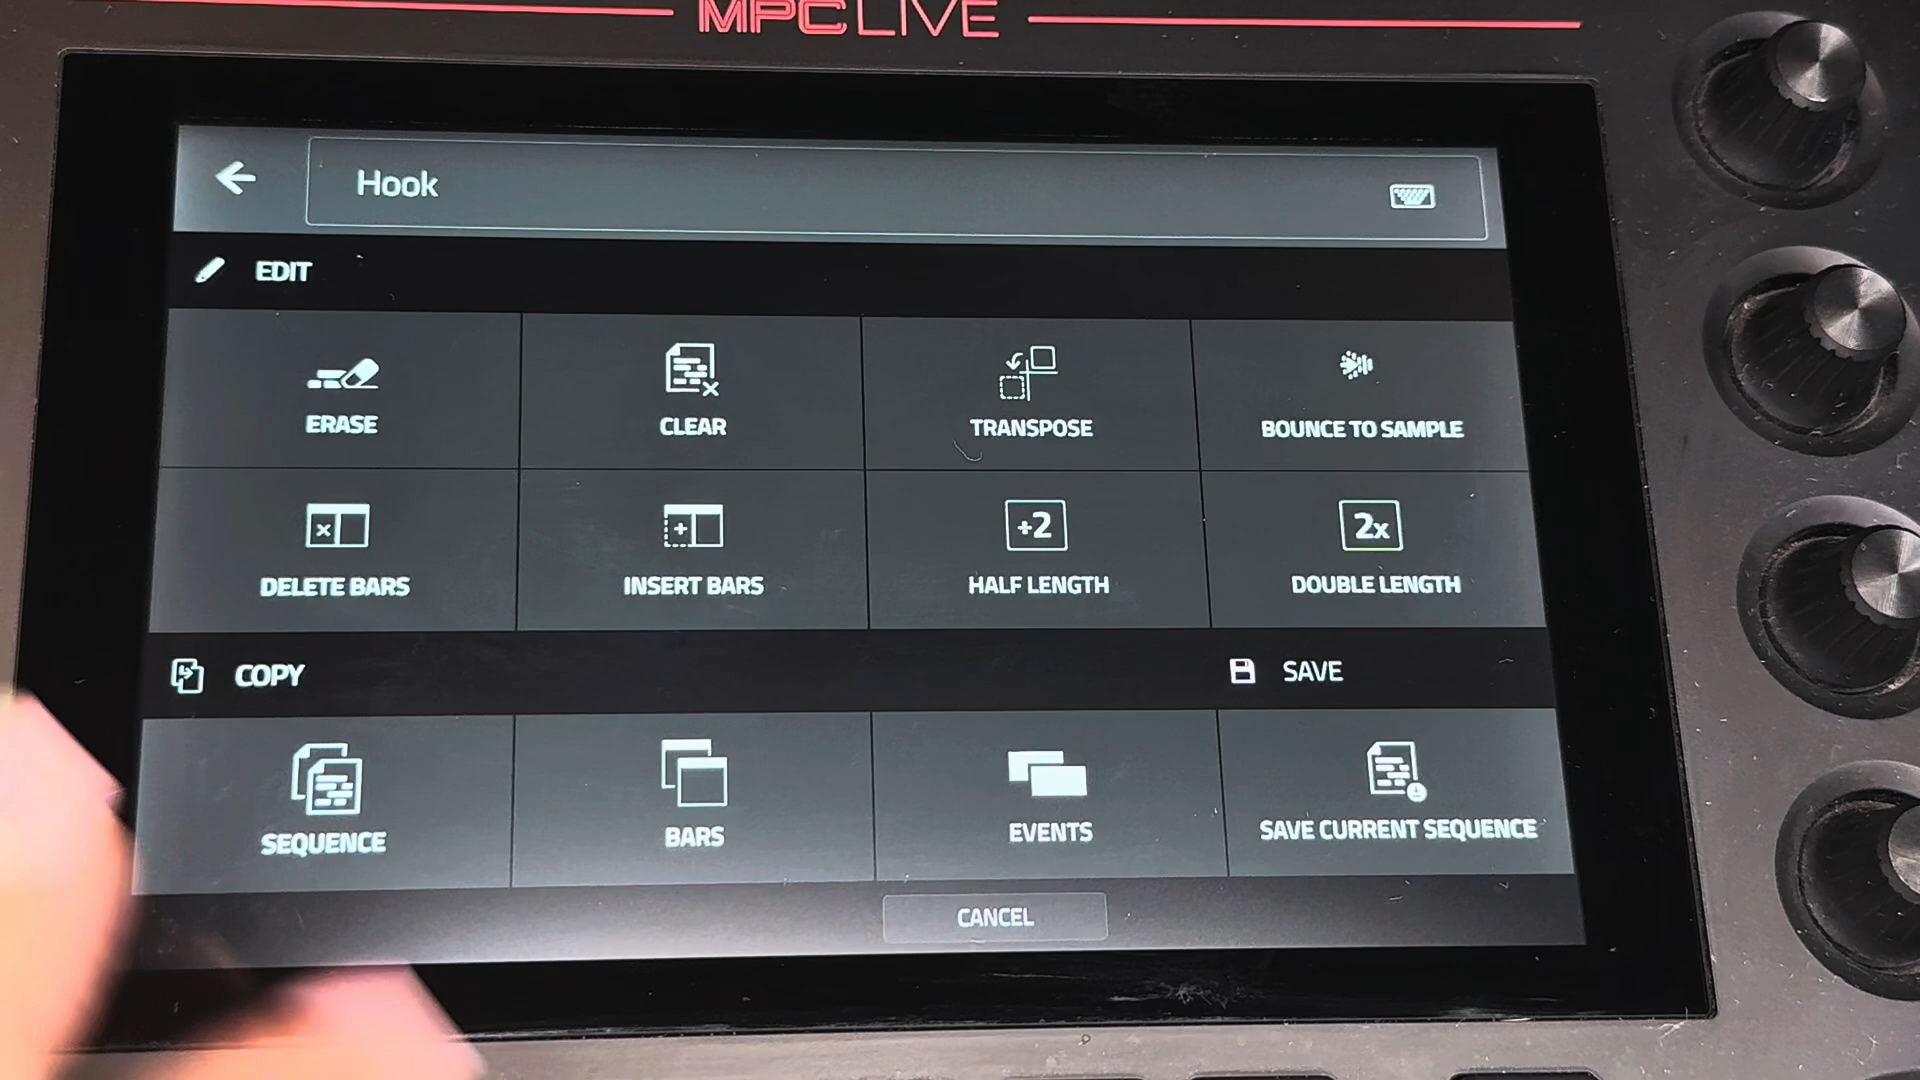 MPC LIVE
Hook
EDIT
ERASE
CLEAR
TRANSPOSE
BOUNCE TO SAMPLE
DELETE BARS
INSERT BARS
÷2
HALF LENGTH
2x
DOUBLE LENGTH
COPY
SAVE
SEQUENCE
BARS
EVENTS
SAVE CURRENT SEQUENCE
CANCEL